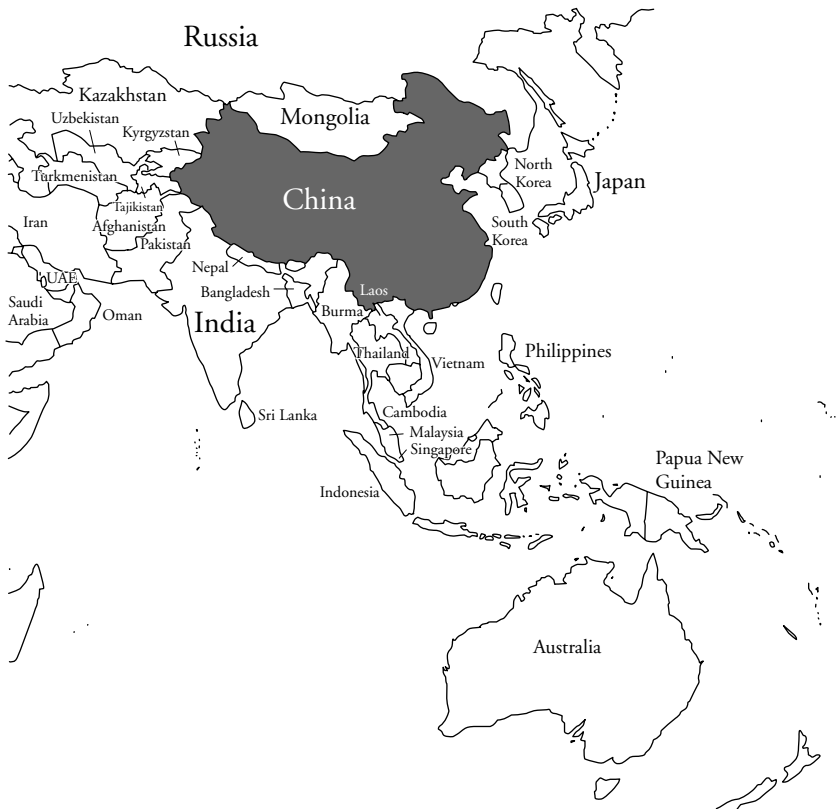 Russia
Kazakhstan
Uzbekistan
Kyrgyzstan
Mongolia
Turkmenistan
North
Korea
Japan
Tajikistan
China
Iran
Afghanistan
South
Korea
Pakistan
Nepal
UAE
Bangladesh
Laos
Saudi
Arabia
Oman
India
Burma
Thailand
Vietnam
Philippines
Sri Lanka
Cambodia
Malaysia
Singapore
Indonesia
Papua New
Guinea
Australia